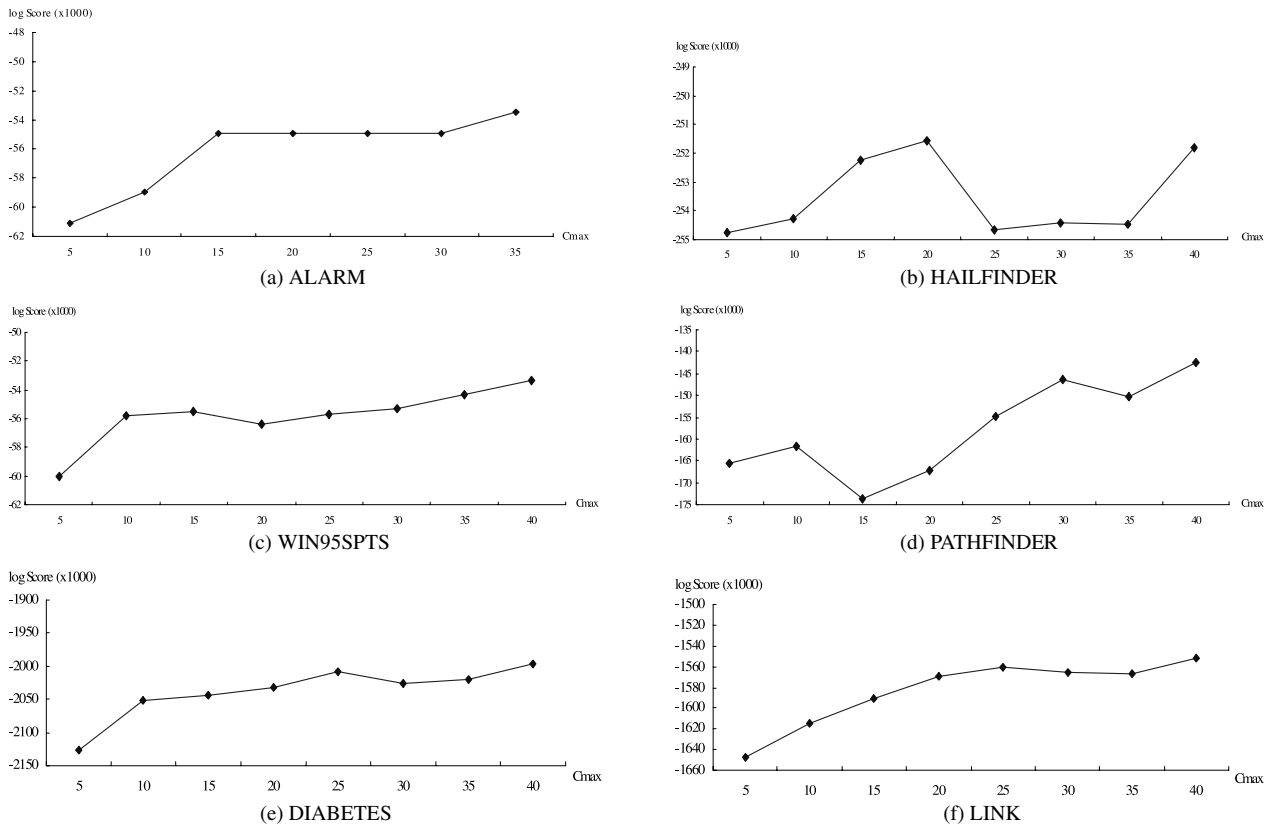 log Score (x1000)
-48
-50
-52
-54
-56
-58
-60
-62
5 10 15 20 25 30 35
Cmax
(a) ALARM
log Score (x1000)
-249
-250
-251
-252
-253
-254
-255
5 10 15 20 25 30 35 40
Cmax
(b) HAILFINDER
log Score (x1000)
-50
-52
-54
-56
-58
-60
-62
5 10 15 20 25 30 35 40
Cmax
(c) WIN95SPTS
log Score (x1000)
-135
-140
-145
-150
-155
-160
-165
-170
-175
5 10 15 20 25 30 35 40
Cmax
(d) PATHFINDER
log Score (x1000)
-1900
-1950
-2000
-2050
-2100
-2150
5 10 15 20 25 30 35 40
Cmax
(e) DIABETES
log Score (x1000)
-1500
-1520
-1540
-1560
-1580
-1600
-1620
-1640
-1660
5 10 15 20 25 30 35 40
Cmax
(f) LINK